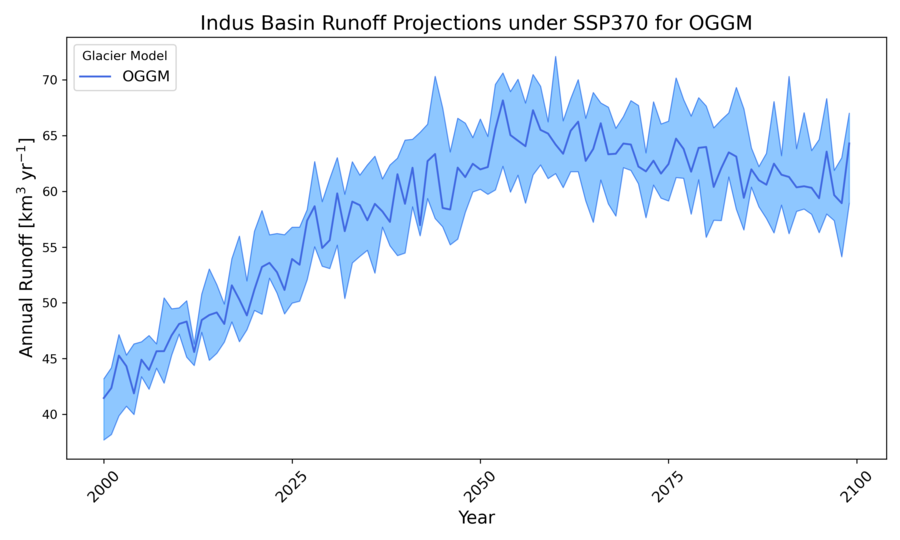 Indus Basin Runoff Projections under SSP370 for OGGM
Glacier Model
OGGM
Annual Runoff [km³ yr⁻¹]
70
65
60
55
50
45
40
2000
2025
2050
2075
2100
Year